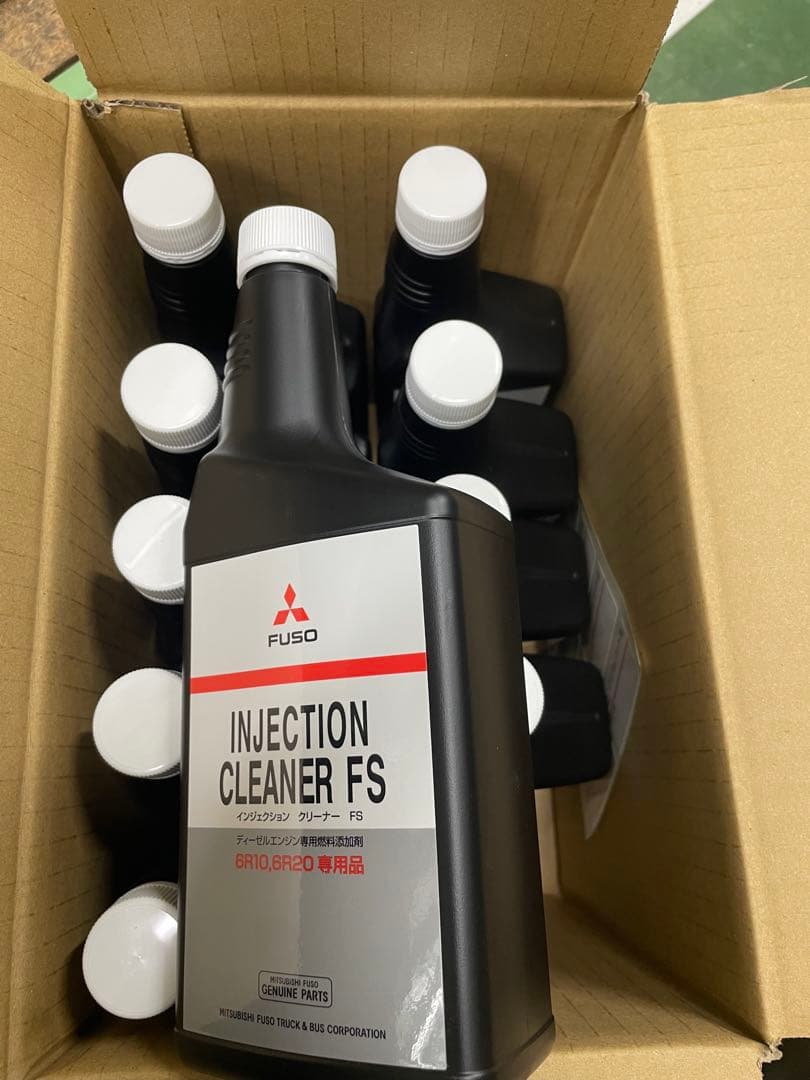 FUSO
INJECTION
CLEANER FS
インジェクション クリーナー FS
ディーゼルエンジン専用燃料添加剤
6R10,6R20 専用品
MITSUBISHI FUSO
GENUINE PARTS
MITSUBISHI FUSO TRUCK & BUS CORPORATION